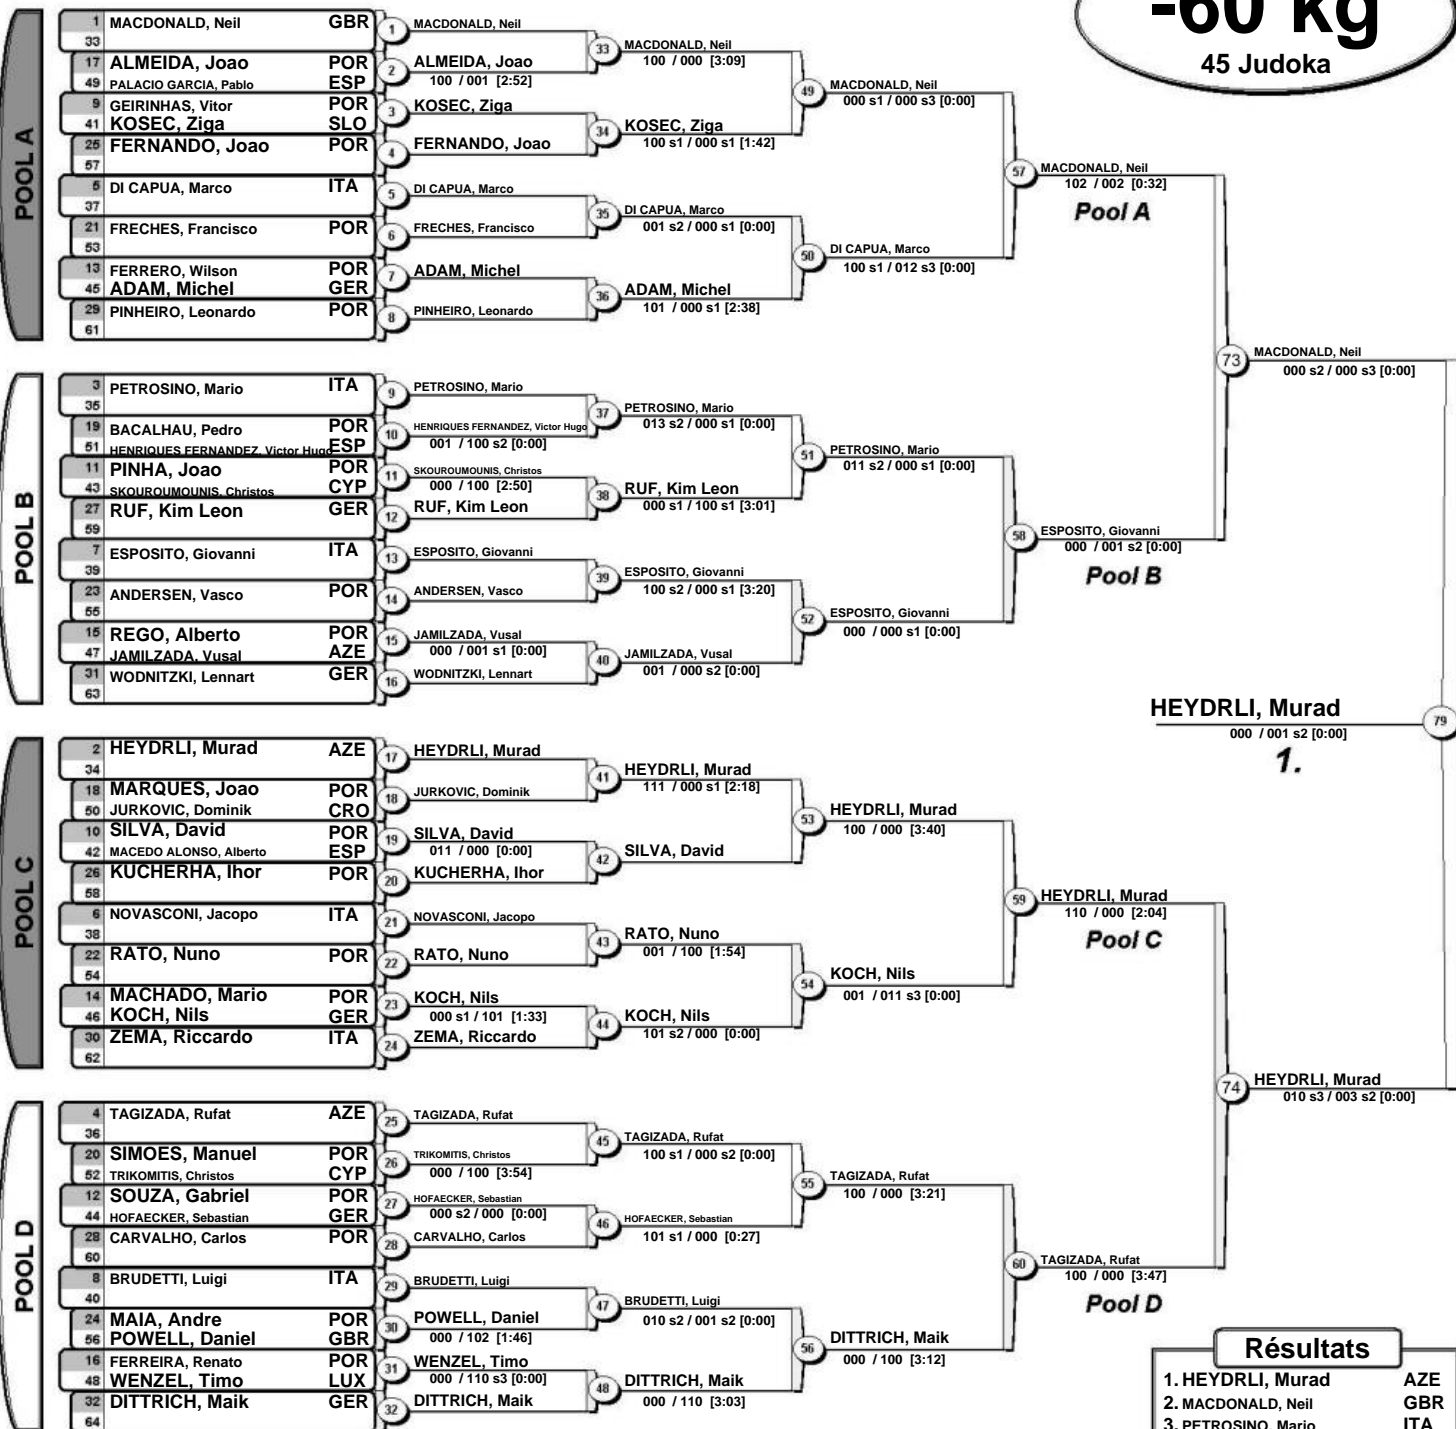 -60 kg
45 Judoka
POOL A
1 MACDONALD, Neil GBR
33
17 ALMEIDA, Joao POR
49 PALACIO GARCIA, Pablo ESP
9 GEIRINHAS, Vitor POR
41 KOSEC, Ziga SLO
25 FERNANDO, Joao POR
57
5 DI CAPUA, Marco ITA
37
21 FRECHES, Francisco POR
53
13 FERRERO, Wilson POR
45 ADAM, Michel GER
29 PINHEIRO, Leonardo POR
61
1 MACDONALD, Neil
2 ALMEIDA, Joao
100 / 001 [2:52]
3 KOSEC, Ziga
4 FERNANDO, Joao
5 DI CAPUA, Marco
6 FRECHES, Francisco
7 ADAM, Michel
8 PINHEIRO, Leonardo
33 MACDONALD, Neil
100 / 000 [3:09]
34 KOSEC, Ziga
100 s1 / 000 s1 [1:42]
35 DI CAPUA, Marco
001 s2 / 000 s1 [0:00]
36 ADAM, Michel
101 / 000 s1 [2:38]
49 MACDONALD, Neil
000 s1 / 000 s3 [0:00]
50 DI CAPUA, Marco
100 s1 / 012 s3 [0:00]
57 MACDONALD, Neil
102 / 002 [0:32]
Pool A
POOL B
3 PETROSINO, Mario ITA
35
19 BACALHAU, Pedro POR
51 HENRIQUES FERNANDEZ, Victor Hugo ESP
11 PINHA, Joao POR
43 SKOUROUMOUNIS, Christos CYP
27 RUF, Kim Leon GER
59
7 ESPOSITO, Giovanni ITA
39
23 ANDERSEN, Vasco POR
55
15 REGO, Alberto POR
47 JAMILZADA, Vusal AZE
31 WODNITZKI, Lennart GER
63
9 PETROSINO, Mario
10 HENRIQUES FERNANDEZ, Victor Hugo
001 / 100 s2 [0:00]
11 SKOUROUMOUNIS, Christos
000 / 100 [2:50]
12 RUF, Kim Leon
13 ESPOSITO, Giovanni
14 ANDERSEN, Vasco
15 JAMILZADA, Vusal
000 / 001 s1 [0:00]
16 WODNITZKI, Lennart
37 PETROSINO, Mario
013 s2 / 000 s1 [0:00]
38 RUF, Kim Leon
000 s1 / 100 s1 [3:01]
39 ESPOSITO, Giovanni
100 s2 / 000 s1 [3:20]
40 JAMILZADA, Vusal
001 / 000 s2 [0:00]
51 PETROSINO, Mario
011 s2 / 000 s1 [0:00]
52 ESPOSITO, Giovanni
000 / 000 s1 [0:00]
58 ESPOSITO, Giovanni
000 / 001 s2 [0:00]
Pool B
73 MACDONALD, Neil
000 s2 / 000 s3 [0:00]
HEYDRLI, Murad
79
000 / 001 s2 [0:00]
1.
POOL C
2 HEYDRLI, Murad AZE
34
18 MARQUES, Joao POR
50 JURKOVIC, Dominik CRO
10 SILVA, David POR
42 MACEDO ALONSO, Alberto ESP
26 KUCHERHA, Ihor POR
58
6 NOVASCONI, Jacopo ITA
38
22 RATO, Nuno POR
54
14 MACHADO, Mario POR
46 KOCH, Nils GER
30 ZEMA, Riccardo ITA
62
17 HEYDRLI, Murad
18 JURKOVIC, Dominik
19 SILVA, David
011 / 000 [0:00]
20 KUCHERHA, Ihor
21 NOVASCONI, Jacopo
22 RATO, Nuno
23 KOCH, Nils
000 s1 / 101 [1:33]
24 ZEMA, Riccardo
41 HEYDRLI, Murad
111 / 000 s1 [2:18]
42 SILVA, David
43 RATO, Nuno
001 / 100 [1:54]
44 KOCH, Nils
101 s2 / 000 [0:00]
53 HEYDRLI, Murad
100 / 000 [3:40]
54 KOCH, Nils
001 / 011 s3 [0:00]
59 HEYDRLI, Murad
110 / 000 [2:04]
Pool C
74 HEYDRLI, Murad
010 s3 / 003 s2 [0:00]
POOL D
4 TAGIZADA, Rufat AZE
36
20 SIMOES, Manuel POR
52 TRIKOMITIS, Christos CYP
12 SOUZA, Gabriel POR
44 HOFAECKER, Sebastian GER
28 CARVALHO, Carlos POR
60
8 BRUDETTI, Luigi ITA
40
24 MAIA, Andre POR
56 POWELL, Daniel GBR
16 FERREIRA, Renato POR
48 WENZEL, Timo LUX
32 DITTRICH, Maik GER
64
25 TAGIZADA, Rufat
26 TRIKOMITIS, Christos
000 / 100 [3:54]
27 HOFAECKER, Sebastian
000 s2 / 000 [0:00]
28 CARVALHO, Carlos
29 BRUDETTI, Luigi
30 POWELL, Daniel
000 / 102 [1:46]
31 WENZEL, Timo
000 / 110 s3 [0:00]
32 DITTRICH, Maik
45 TAGIZADA, Rufat
100 s1 / 000 s2 [0:00]
46 HOFAECKER, Sebastian
101 s1 / 000 [0:27]
47 BRUDETTI, Luigi
010 s2 / 001 s2 [0:00]
48 DITTRICH, Maik
000 / 110 [3:03]
55 TAGIZADA, Rufat
100 / 000 [3:21]
56 DITTRICH, Maik
000 / 100 [3:12]
60 TAGIZADA, Rufat
100 / 000 [3:47]
Pool D
Résultats
1. HEYDRLI, Murad AZE
2. MACDONALD, Neil GBR
3. PETROSINO, Mario ITA